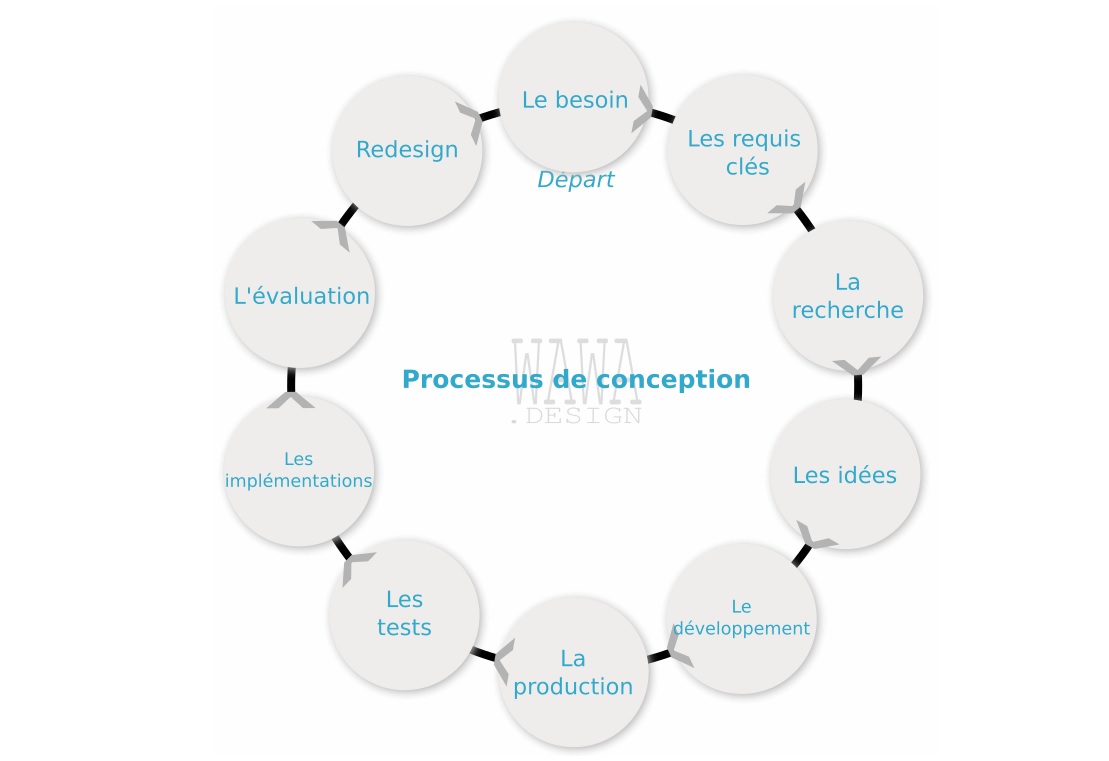 Le besoin
Départ
Les requis
clés
La
recherche
Les idées
Le
développement
La
production
Les
tests
Les
implémentations
L'évaluation
Redesign
Processus de conception
WAWA
.DESIGN